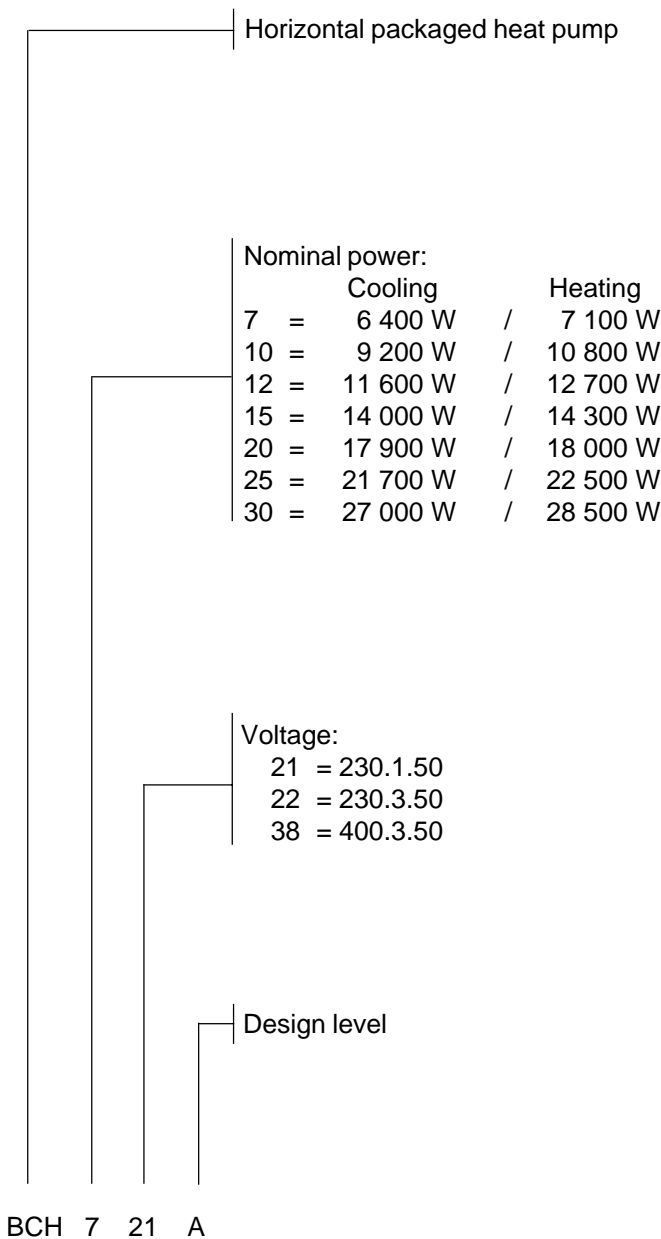 Horizontal packaged heat pump
Nominal power:
Cooling Heating
7 = 6 400 W / 7 100 W
10 = 9 200 W / 10 800 W
12 = 11 600 W / 12 700 W
15 = 14 000 W / 14 300 W
20 = 17 900 W / 18 000 W
25 = 21 700 W / 22 500 W
30 = 27 000 W / 28 500 W
Voltage:
21 = 230.1.50
22 = 230.3.50
38 = 400.3.50
Design level
BCH 7 21 A